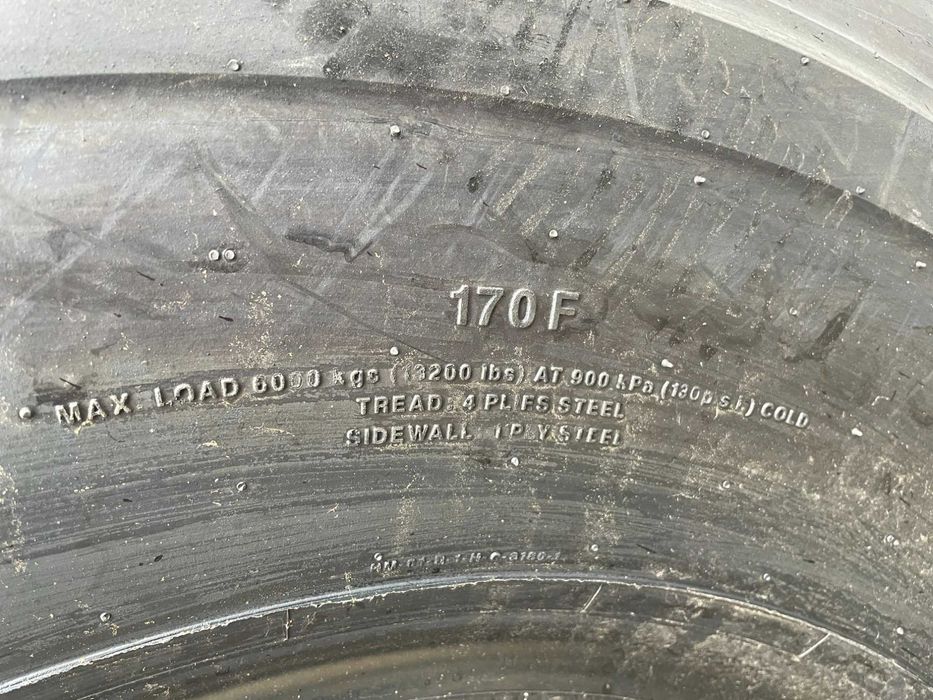 170 F
MAX. LOAD 6000 kgs (13200 lbs) AT 900 kPa (130p.s.i.) COLD
TREAD: 4 PLIES STEEL
SIDEWALL: 1 PLY STEEL